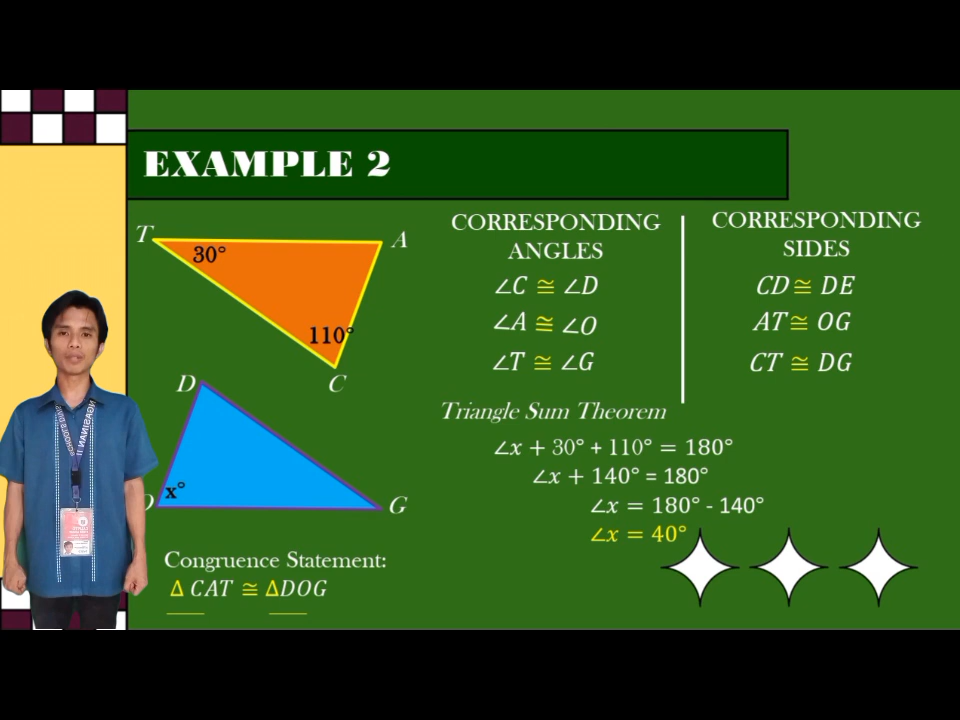 EXAMPLE 2
T
A
30°
110°
C
D
x°
G
Congruence Statement:
Δ CAT ≅ ΔDOG
CORRESPONDING
ANGLES
∠C ≅ ∠D
∠A ≅ ∠O
∠T ≅ ∠G
CORRESPONDING
SIDES
CD ≅ DE
AT ≅ OG
CT ≅ DG
Triangle Sum Theorem
∠x + 30° + 110° = 180°
∠x + 140° = 180°
∠x = 180° - 140°
∠x = 40°